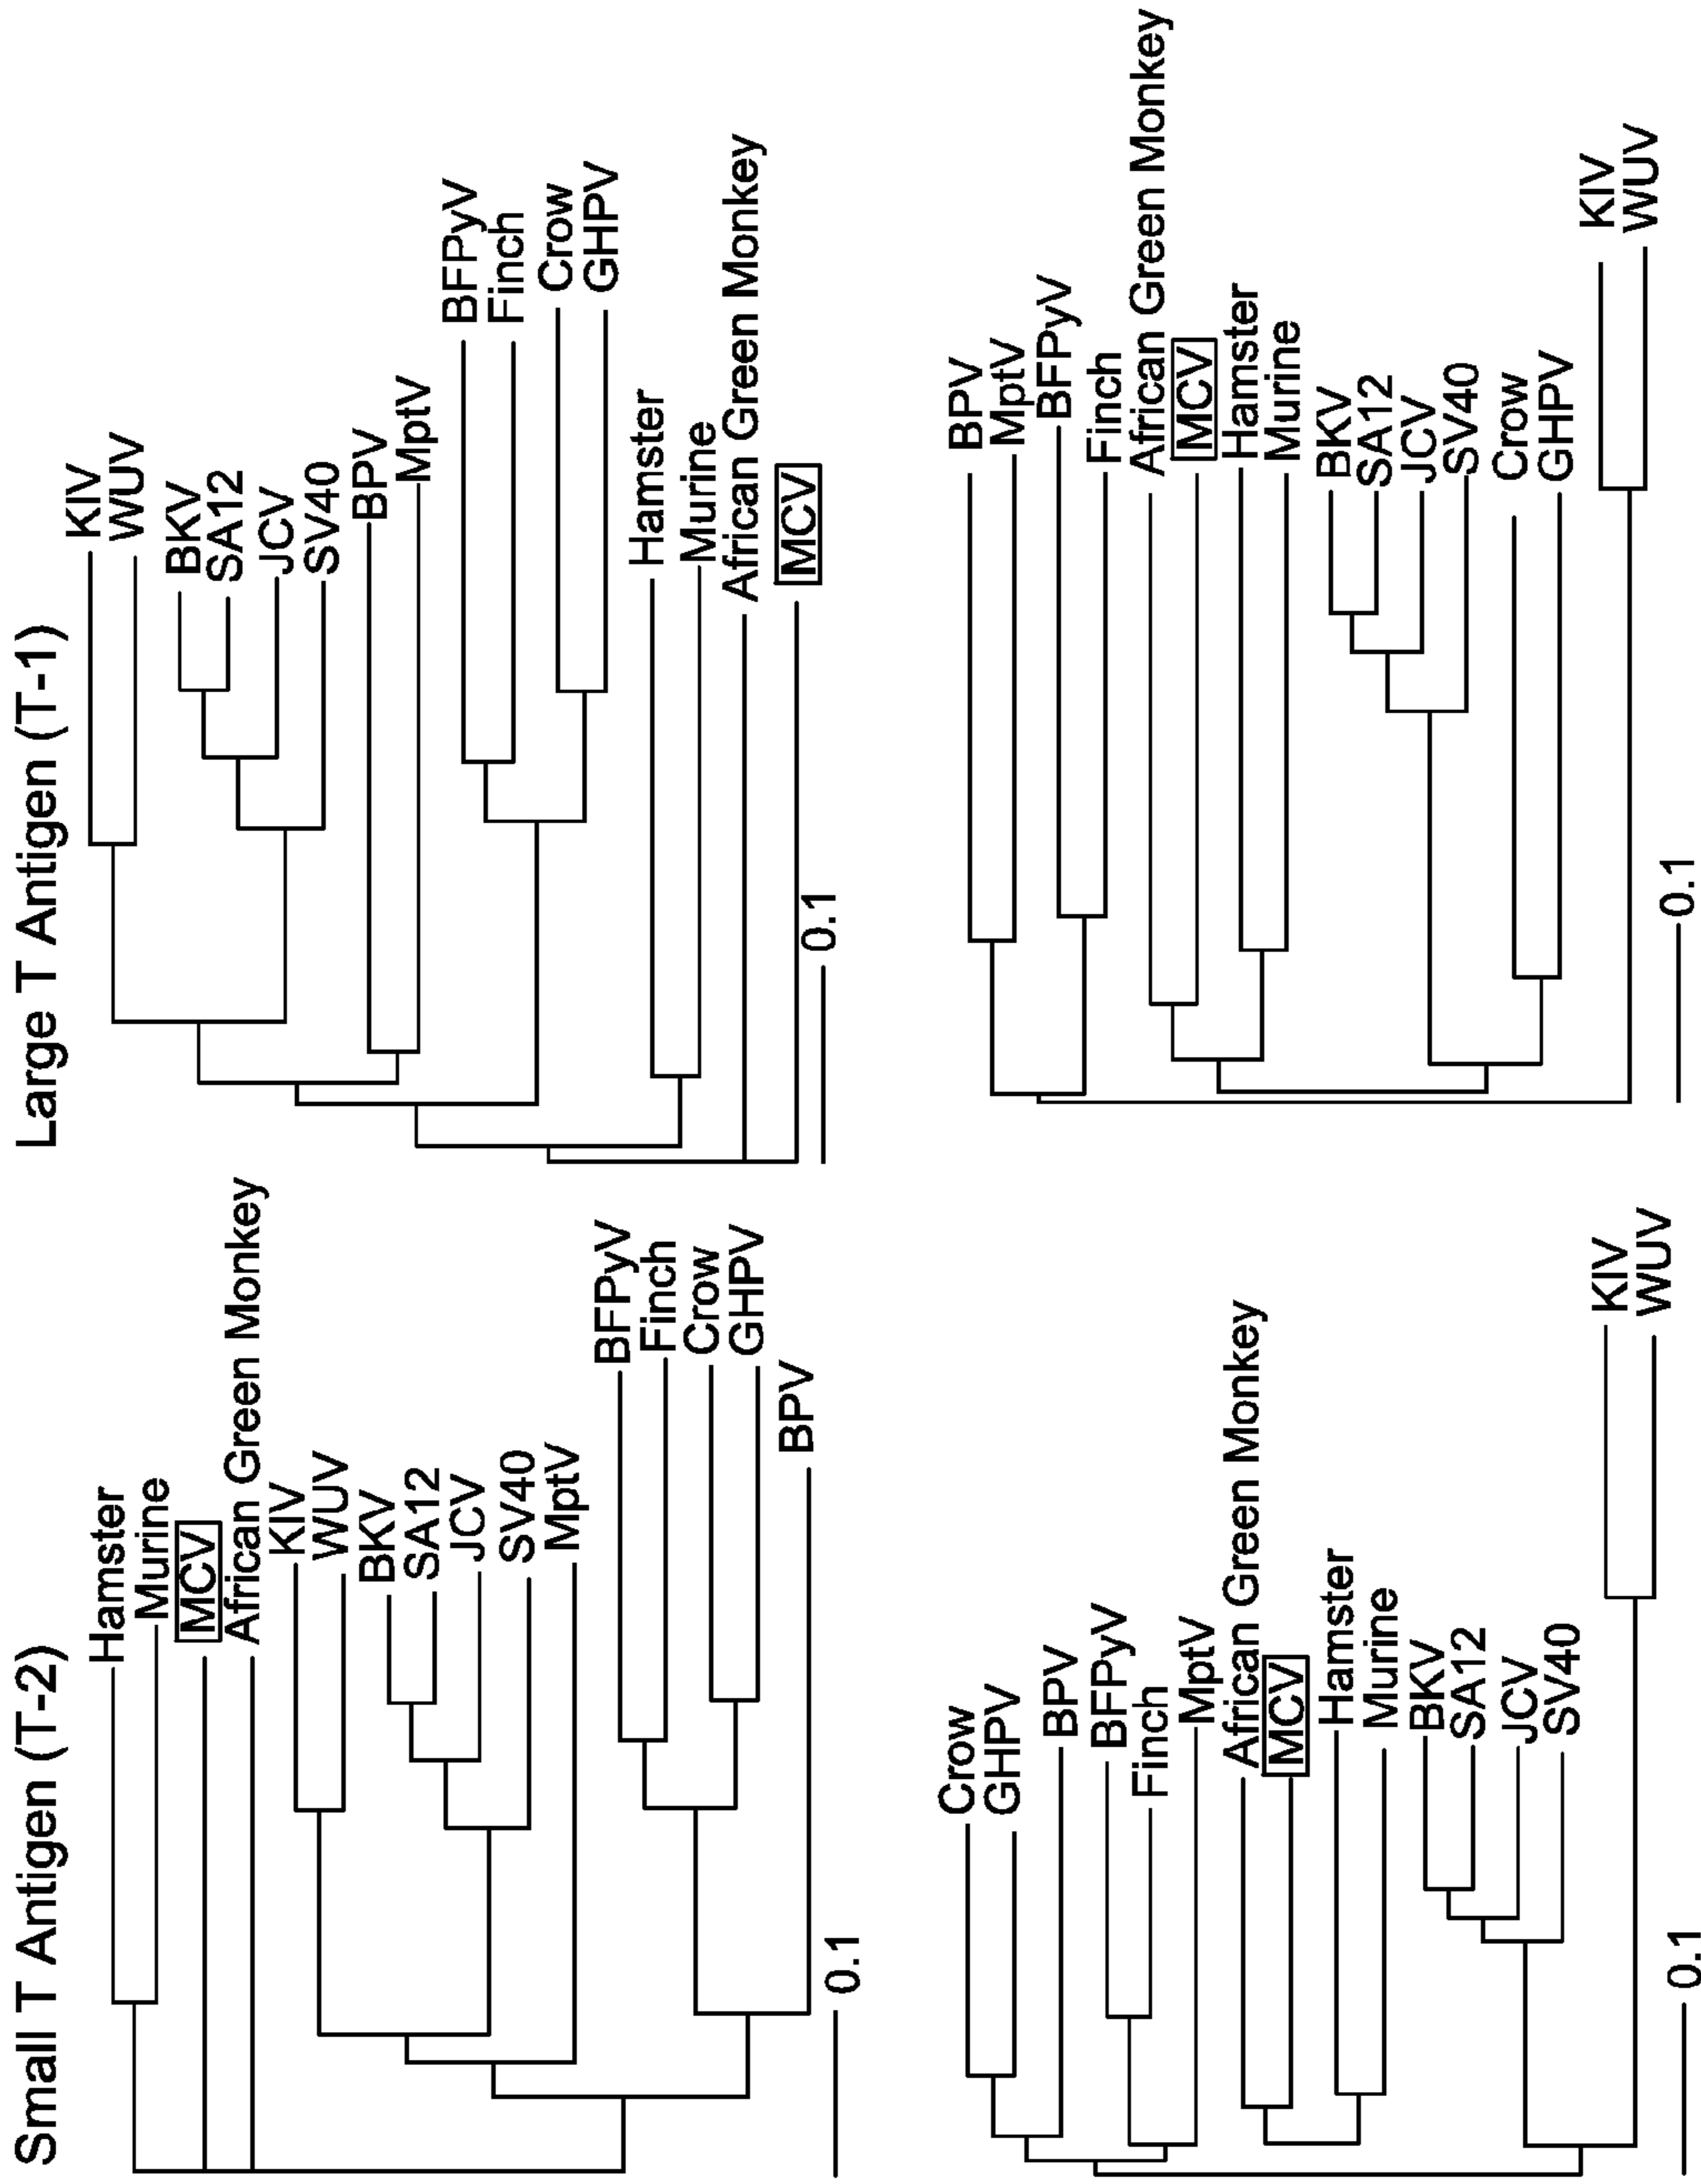 Small T Antigen (T-2)
Hamster
Murine
MCV
African Green Monkey
KIV
WUV
BKV
SA12
JCV
SV40
MptV
BFPyV
Finch
Crow
GHPV
BPV
0.1
Large T Antigen (T-1)
KIV
WUV
BKV
SA12
JCV
SV40
BPV
MptV
BFPyV
Finch
Crow
GHPV
Hamster
Murine
African Green Monkey
MCV
0.1
Crow
GHPV
BPV
BFPyV
Finch
MptV
African Green Monkey
MCV
Hamster
Murine
BKV
SA12
JCV
SV40
KIV
WUV
0.1
BPV
MptV
BFPyV
Finch
African Green Monkey
MCV
Hamster
Murine
BKV
SA12
JCV
SV40
Crow
GHPV
KIV
WUV
0.1